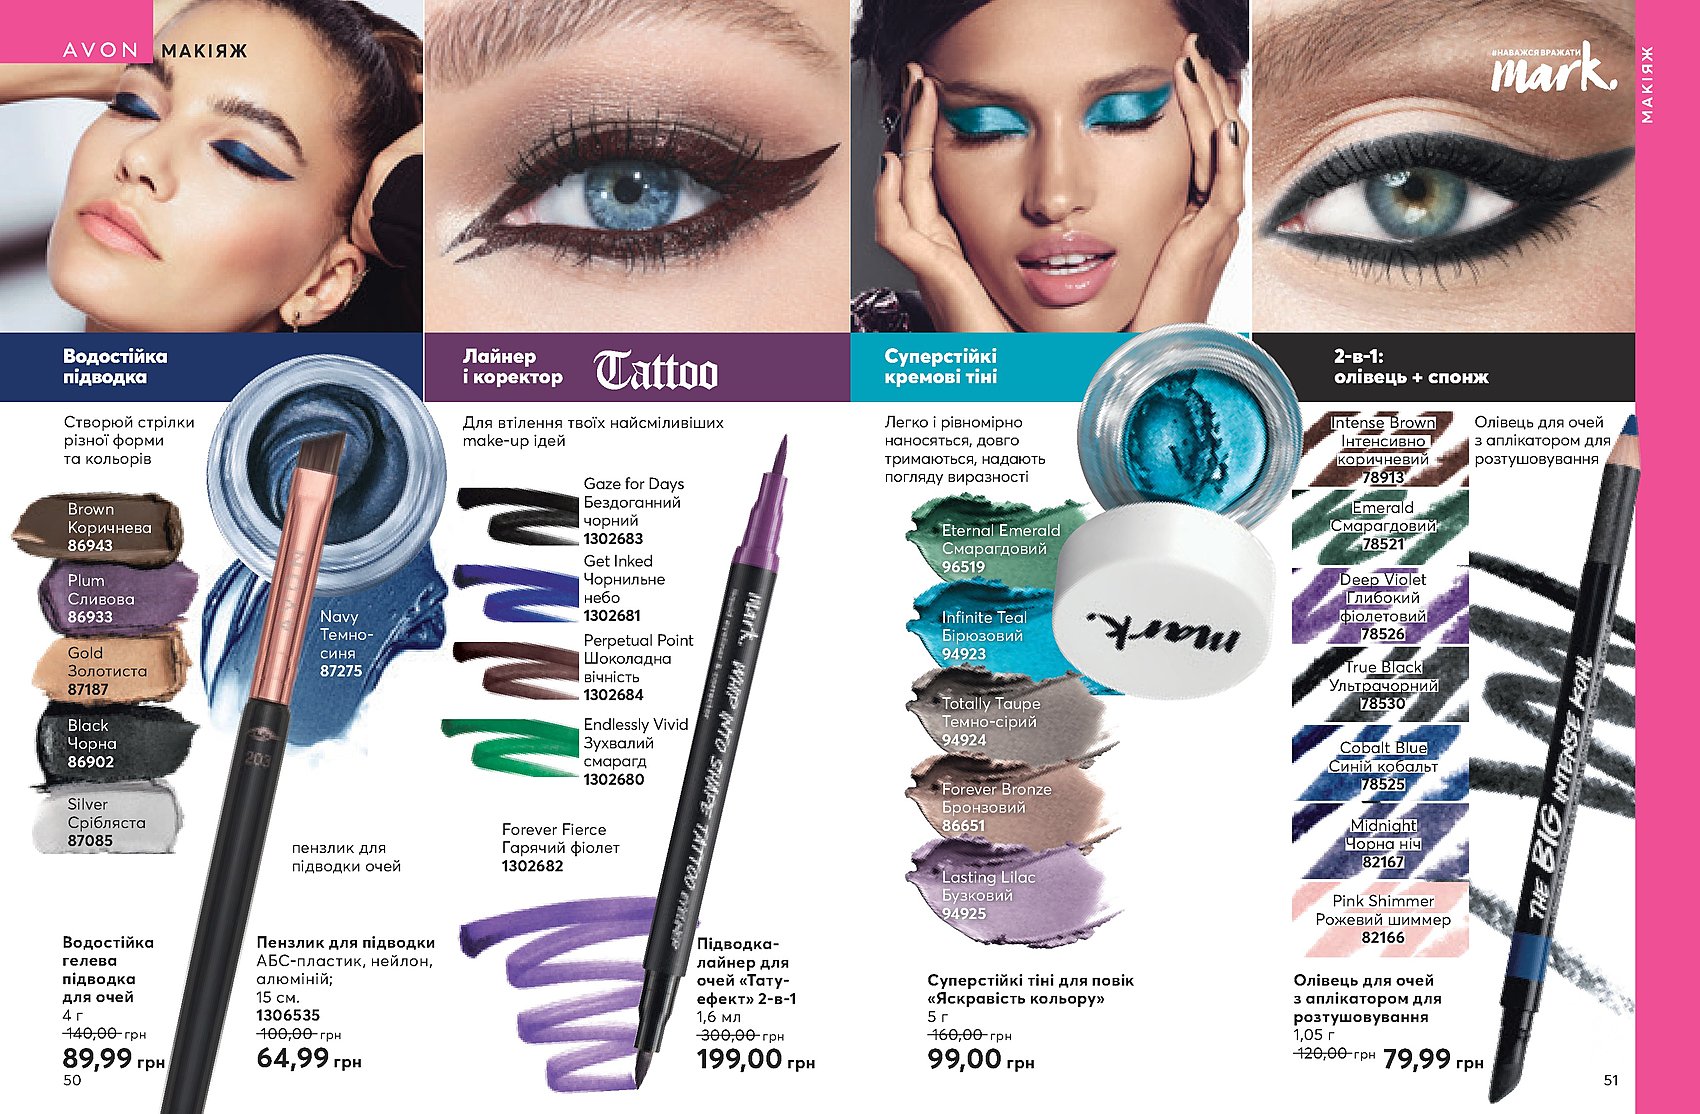 AVON
МАКІЯЖ
#НАВАЖСЯ ВРАЖАТИ
mark.
МАКІЯЖ
Водостійка
підводка
Створюй стрілки
різної форми
та кольорів
Brown
Коричнева
86943
Plum
Сливова
86933
Gold
Золотиста
87187
Black
Чорна
86902
Silver
Срібляста
87085
Navy
Темно-
синя
87275
203
пензлик для
підводки очей
Водостійка
гелева
підводка
для очей
4 г
140,00 грн
89,99 грн
50
Пензлик для підводки
АБС-пластик, нейлон,
алюміній;
15 см.
1306535
100,00 грн
64,99 грн
Лайнер
і коректор
Tattoo
Для втілення твоїх найсміливіших
make-up ідей
Gaze for Days
Бездоганний
чорний
1302683
Get Inked
Чорнильне
небо
1302681
Perpetual Point
Шоколадна
вічність
1302684
Endlessly Vivid
Зухвалий
смарагд
1302680
Forever Fierce
Гарячий фіолет
1302682
mark. WHIP INTO SHAPE TATTOO LINER
Підводка-
лайнер для
очей «Тату-
ефект» 2-в-1
1,6 мл
300,00 грн
199,00 грн
Суперстійкі
кремові тіні
Легко і рівномірно
наносяться, довго
тримаються, надають
погляду виразності
Eternal Emerald
Смарагдовий
96519
Infinite Teal
Бірюзовий
94923
Totally Taupe
Темно-сірий
94924
Forever Bronze
Бронзовий
86651
Lasting Lilac
Бузковий
94925
mark.
Суперстійкі тіні для повік
«Яскравість кольору»
5 г
160,00 грн
99,00 грн
2-в-1:
олівець + спонж
Intense Brown
Інтенсивно
коричневий
78913
Emerald
Смарагдовий
78521
Deep Violet
Глибокий
фіолетовий
78526
True Black
Ультрачорний
78530
Cobalt Blue
Синій кобальт
78525
Midnight
Чорна ніч
82167
Pink Shimmer
Рожевий шиммер
82166
Олівець для очей
з аплікатором для
розтушовування
THE BIG INTENSE KOHL
Олівець для очей
з аплікатором для
розтушовування
1,05 г
120,00 грн
79,99 грн
51